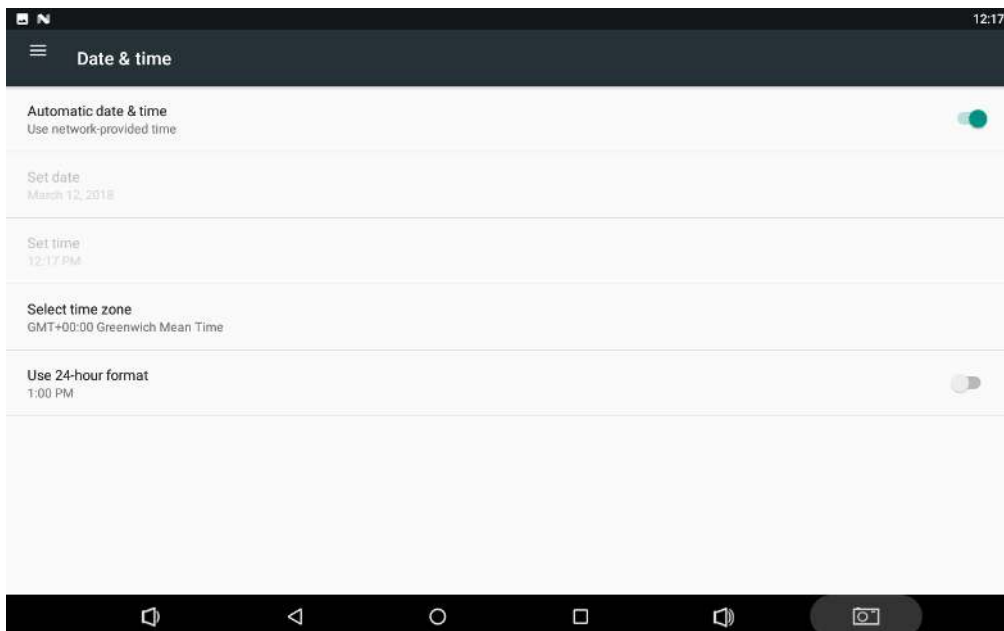 12:17
Date & time
Automatic date & time
Use network-provided time
Set date
March 12, 2018
Set time
12:17 PM
Select time zone
GMT+00:00 Greenwich Mean Time
Use 24-hour format
1:00 PM